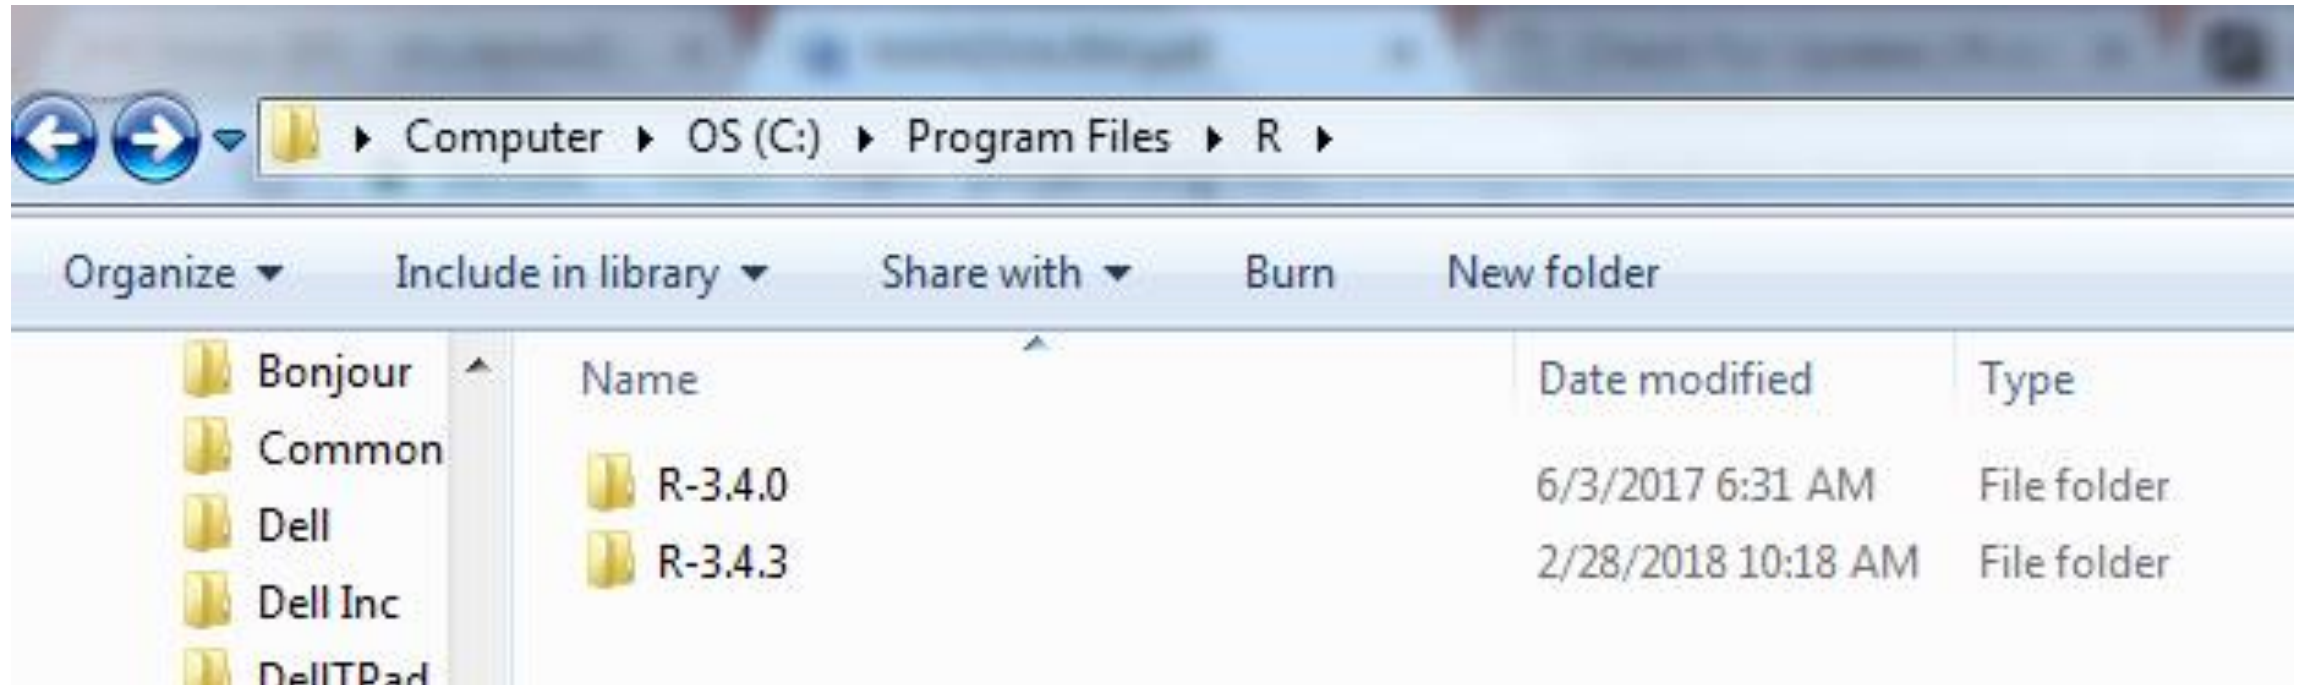 Computer OS (C:) Program Files R
Organize Include in library Share with Burn New folder
Bonjour
Common
Dell
Dell Inc
DellTPad
Name Date modified Type
R-3.4.0 6/3/2017 6:31 AM File folder
R-3.4.3 2/28/2018 10:18 AM File folder